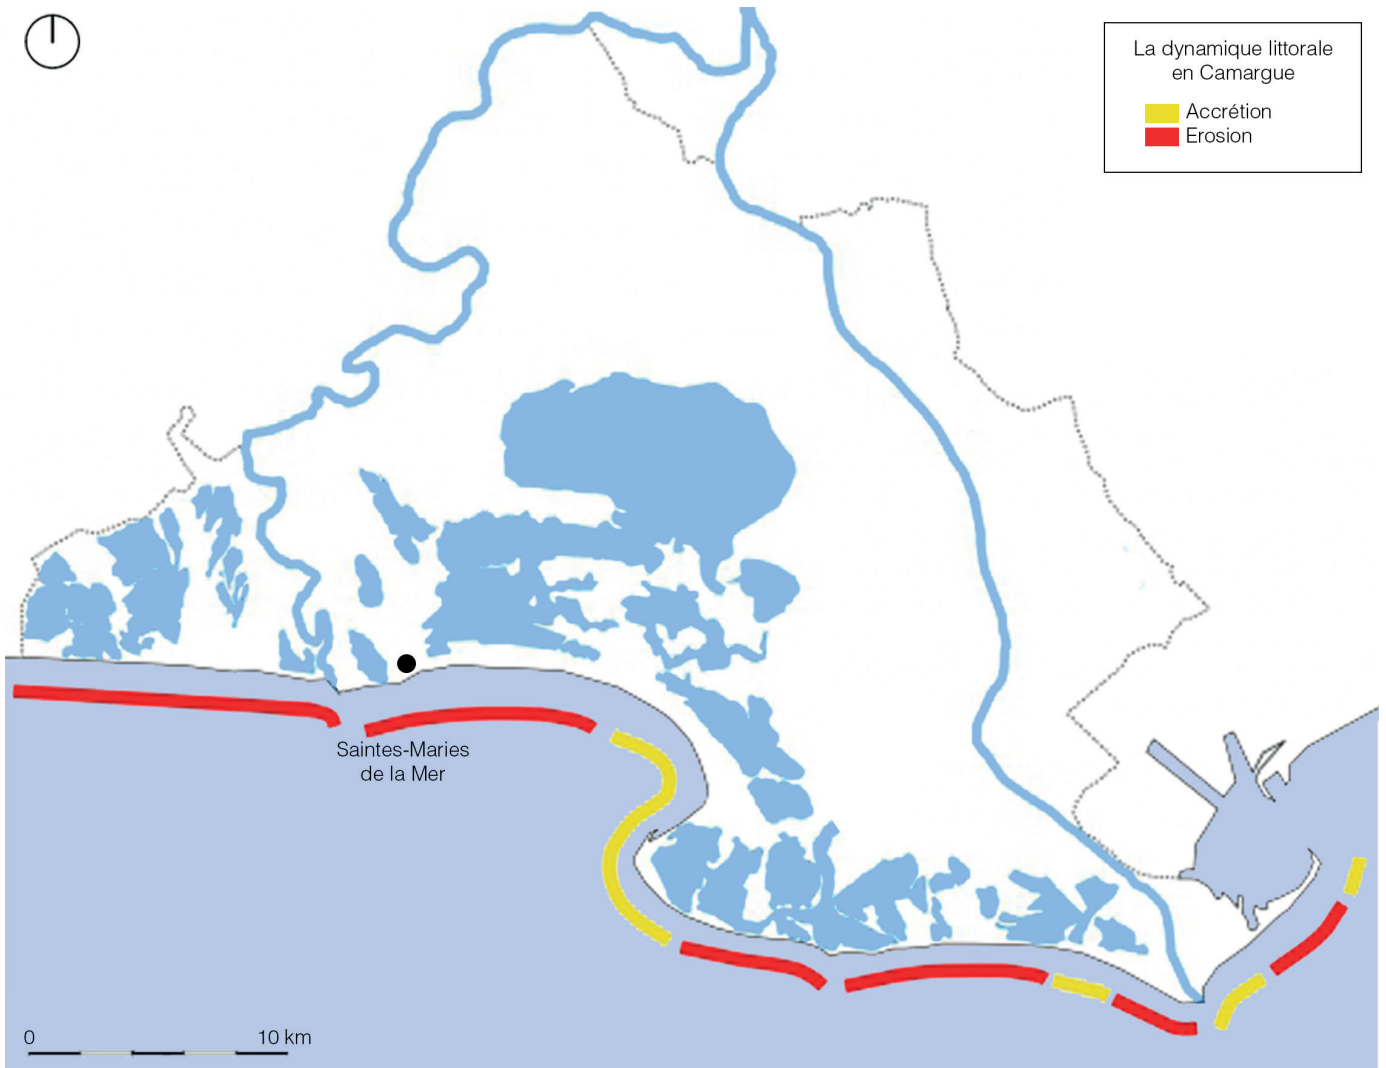 La dynamique littorale
en Camargue
Accrétion
Erosion
Saintes-Maries
de la Mer
0 10 km